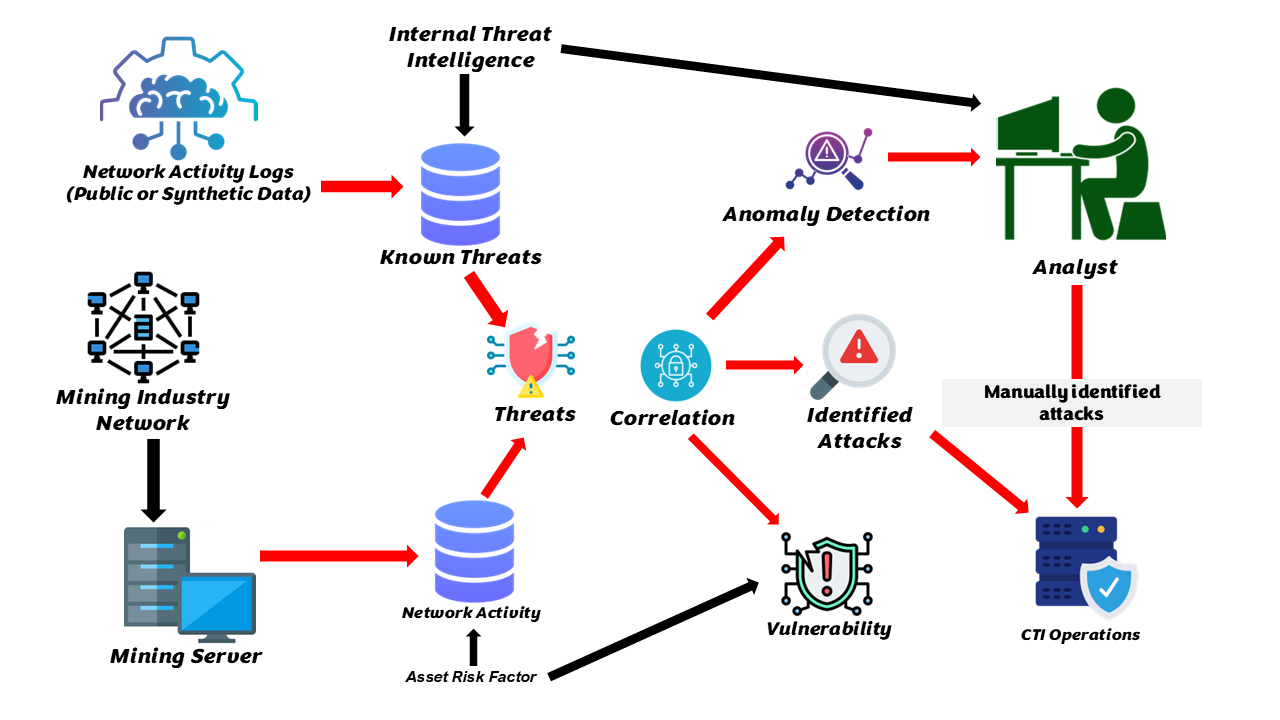 Internal Threat
Intelligence
Network Activity Logs
(Public or Synthetic Data)
Known Threats
Anomaly Detection
Analyst
Mining Industry
Network
Threats
Correlation
Identified
Attacks
Manually identified
attacks
Mining Server
Network Activity
Asset Risk Factor
Vulnerability
CTI Operations